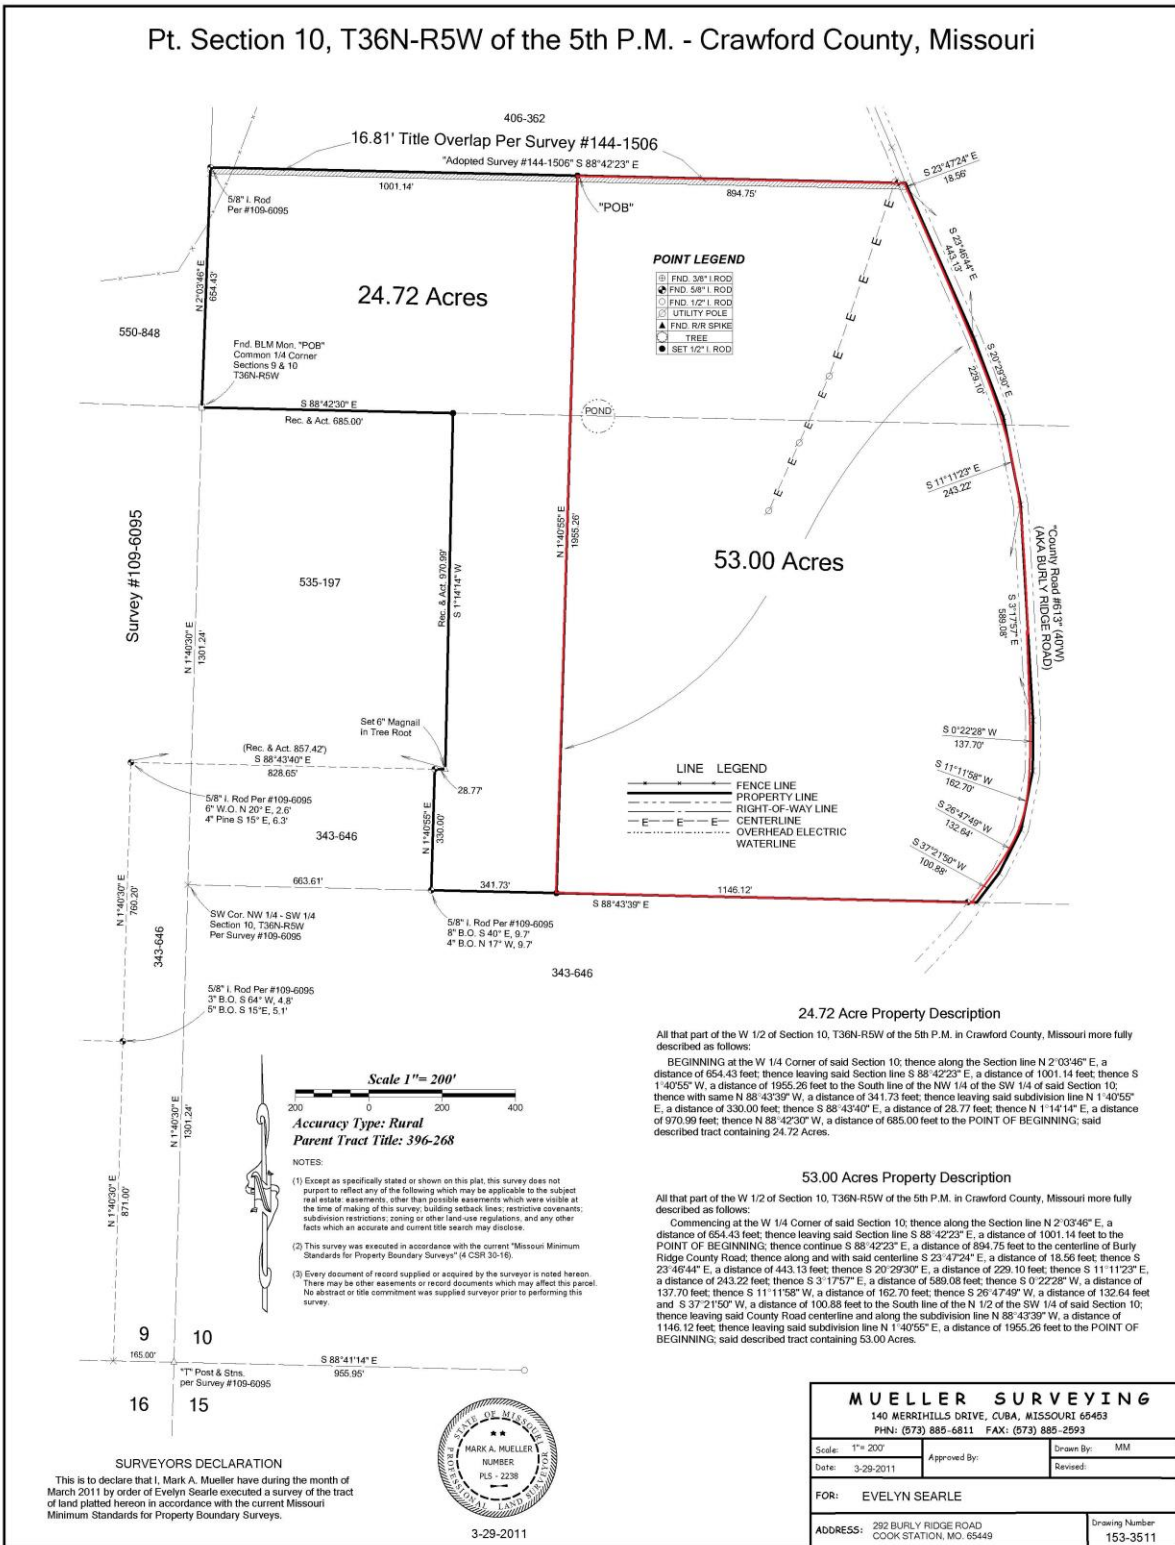 Pt. Section 10, T36N-R5W of the 5th P.M. - Crawford County, Missouri
406-362
16.81' Title Overlap Per Survey #144-1506
"Adopted Survey #144-1506" S 88°42'23" E
1001.14'
894.75'
"POB"
S 23°47'24" E
18.56'
5/8" i. Rod
Per #109-6095
N 2°03'46" E
654.43'
24.72 Acres
S 23°46'44" E
443.13'
POINT LEGEND
FND. 3/8" I.ROD
FND. 5/8" I. ROD
FND. 1/2" I. ROD
UTILITY POLE
FND. R/R SPIKE
TREE
SET 1/2" I. ROD
550-848
Fnd. BLM Mon. "POB"
Common 1/4 Corner
Sections 9 & 10
T36N-R5W
S 20°29'30" E
229.10'
S 88°42'30" E
Rec. & Act. 685.00'
POND
E E E E E E E E E E E
S 11°11'23" E
243.22'
Survey #109-6095
N 1°40'55" E
1955.26'
53.00 Acres
"County Road #613" (40'W)
(AKA BURLY RIDGE ROAD)
535-197
Rec. & Act. 970.99'
S 1°14'14" W
S 3°17'57" E
589.08'
N 1°40'30" E
1301.24'
Set 6" Magnail
in Tree Root
S 0°22'28" W
137.70'
(Rec. & Act. 857.42')
S 88°43'40" E
828.65'
28.77'
S 11°11'58" W
162.70'
5/8" i. Rod Per #109-6095
6" W.O. N 20° E, 2.6'
4" Pine S 15° E, 6.3'
LINE LEGEND
FENCE LINE
PROPERTY LINE
RIGHT-OF-WAY LINE
E E E CENTERLINE
OVERHEAD ELECTRIC
WATERLINE
S 26°47'49" W
132.64'
S 37°21'50" W
100.88'
343-646
N 1°40'55" E
330.00'
663.61'
341.73'
1146.12'
S 88°43'39" E
N 1°40'30" E
760.20'
SW Cor. NW 1/4 - SW 1/4
Section 10, T36N-R5W
Per Survey #109-6095
5/8" i. Rod Per #109-6095
8" B.O. S 40° E, 9.7'
4" B.O. N 17° W, 9.7'
343-646
343-646
5/8" i. Rod Per #109-6095
3" B.O. S 64° W, 4.8'
5" B.O. S 15°E, 5.1'
24.72 Acre Property Description
All that part of the W 1/2 of Section 10, T36N-R5W of the 5th P.M. in Crawford County, Missouri more fully
described as follows:
BEGINNING at the W 1/4 Corner of said Section 10; thence along the Section line N 2°03'46" E, a
distance of 654.43 feet; thence leaving said Section line S 88°42'23" E, a distance of 1001.14 feet; thence S
1°40'55" W, a distance of 1955.26 feet to the South line of the NW 1/4 of the SW 1/4 of said Section 10;
thence with same N 88°43'39" W, a distance of 341.73 feet; thence leaving said subdivision line N 1°40'55"
E, a distance of 330.00 feet; thence S 88°43'40" E, a distance of 28.77 feet; thence N 1°14'14" E, a distance
of 970.99 feet; thence N 88°42'30" W, a distance of 685.00 feet to the POINT OF BEGINNING; said
described tract containing 24.72 Acres.
Scale 1"= 200'
200 0 200 400
Accuracy Type: Rural
Parent Tract Title: 396-268
N 1°40'30" E
1301.24'
N 1°40'30" E
871.00'
NOTES:
(1) Except as specifically stated or shown on this plat, this survey does not
purport to reflect any of the following which may be applicable to the subject
real estate: easements, other than possible easements which were visible at
the time of making of this survey; building setback lines; restrictive covenants;
subdivision restrictions; zoning or other land-use regulations, and any other
facts which an accurate and current title search may disclose.
(2) This survey was executed in accordance with the current "Missouri Minimum
Standards for Property Boundary Surveys" (4 CSR 30-16).
(3) Every document of record supplied or acquired by the surveyor is noted hereon.
There may be other easements or record documents which may affect this parcel.
No abstract or title commitment was supplied surveyor prior to performing this
survey.
53.00 Acres Property Description
All that part of the W 1/2 of Section 10, T36N-R5W of the 5th P.M. in Crawford County, Missouri more fully
described as follows:
Commencing at the W 1/4 Corner of said Section 10; thence along the Section line N 2°03'46" E, a
distance of 654.43 feet; thence leaving said Section line S 88°42'23" E, a distance of 1001.14 feet to the
POINT OF BEGINNING; thence continue S 88°42'23" E, a distance of 894.75 feet to the centerline of Burly
Ridge County Road; thence along and with said centerline S 23°47'24" E, a distance of 18.56 feet; thence S
23°46'44" E, a distance of 443.13 feet; thence S 20°29'30" E, a distance of 229.10 feet; thence S 11°11'23" E,
a distance of 243.22 feet; thence S 3°17'57" E, a distance of 589.08 feet; thence S 0°22'28" W, a distance of
137.70 feet; thence S 11°11'58" W, a distance of 162.70 feet; thence S 26°47'49" W, a distance of 132.64 feet
and S 37°21'50" W, a distance of 100.88 feet to the South line of the N 1/2 of the SW 1/4 of said Section 10;
thence leaving said County Road centerline and along the subdivision line N 88°43'39" W, a distance of
1146.12 feet; thence leaving said subdivision line N 1°40'55" E, a distance of 1955.26 feet to the POINT OF
BEGINNING; said described tract containing 53.00 Acres.
9 10
165.00'
S 88°41'14" E
955.95'
"T" Post & Stns.
per Survey #109-6095
16 15
SURVEYORS DECLARATION
This is to declare that I, Mark A. Mueller have during the month of
March 2011 by order of Evelyn Searle executed a survey of the tract
of land platted hereon in accordance with the current Missouri
Minimum Standards for Property Boundary Surveys.
STATE OF MISSOURI
MARK A. MUELLER
NUMBER
PLS - 2238
PROFESSIONAL LAND SURVEYOR
3-29-2011
MUELLER SURVEYING
140 MERRIHILLS DRIVE, CUBA, MISSOURI 65453
PHN: (573) 885-6811 FAX: (573) 885-2593
Scale: 1"= 200'
Approved By:
Drawn By: MM
Date: 3-29-2011
Revised:
FOR: EVELYN SEARLE
ADDRESS: 292 BURLY RIDGE ROAD
COOK STATION, MO. 65449
Drawing Number
153-3511